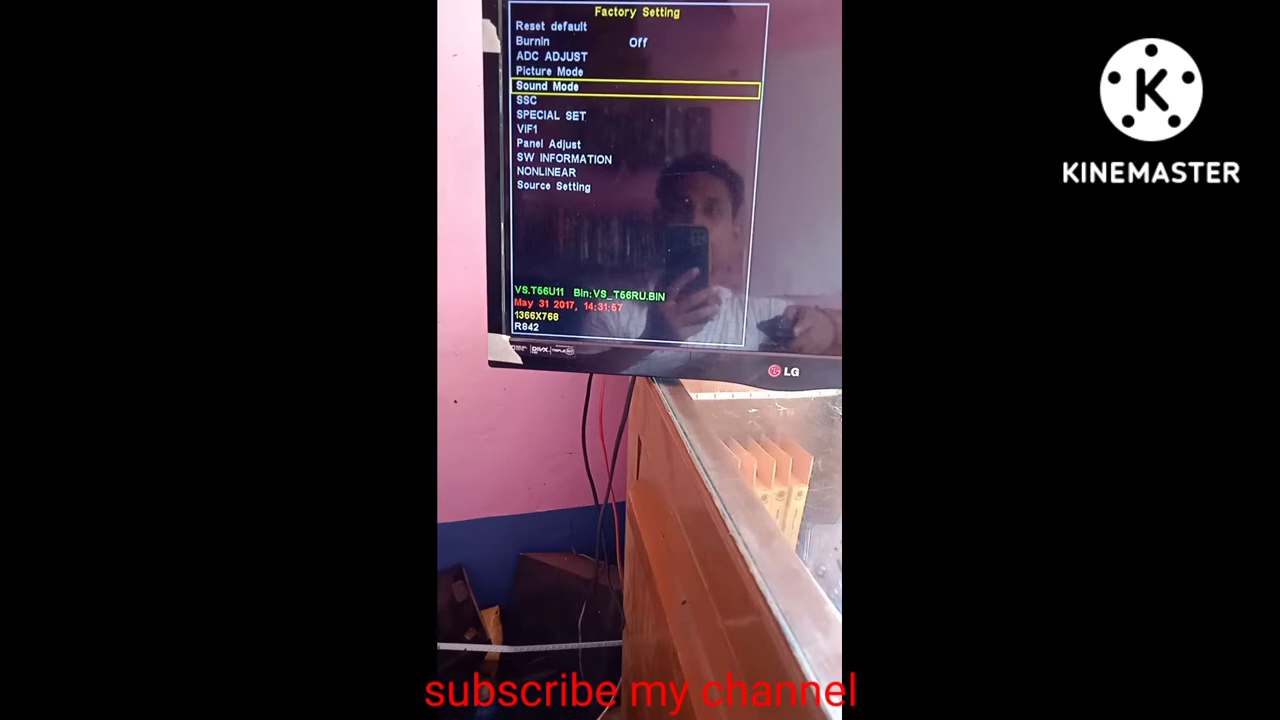 Factory Setting
Reset default
BurnIn Off
ADC ADJUST
Picture Mode
Sound Mode
SSC
SPECIAL SET
VIF1
Panel Adjust
SW INFORMATION
NONLINEAR
Source Setting
VS.T56U11 Bin:VS_T56RU.BIN
May 31 2017, 14:31:57
1366X768
R842
DIVX
LG
K
KINEMASTER
subscribe my channel